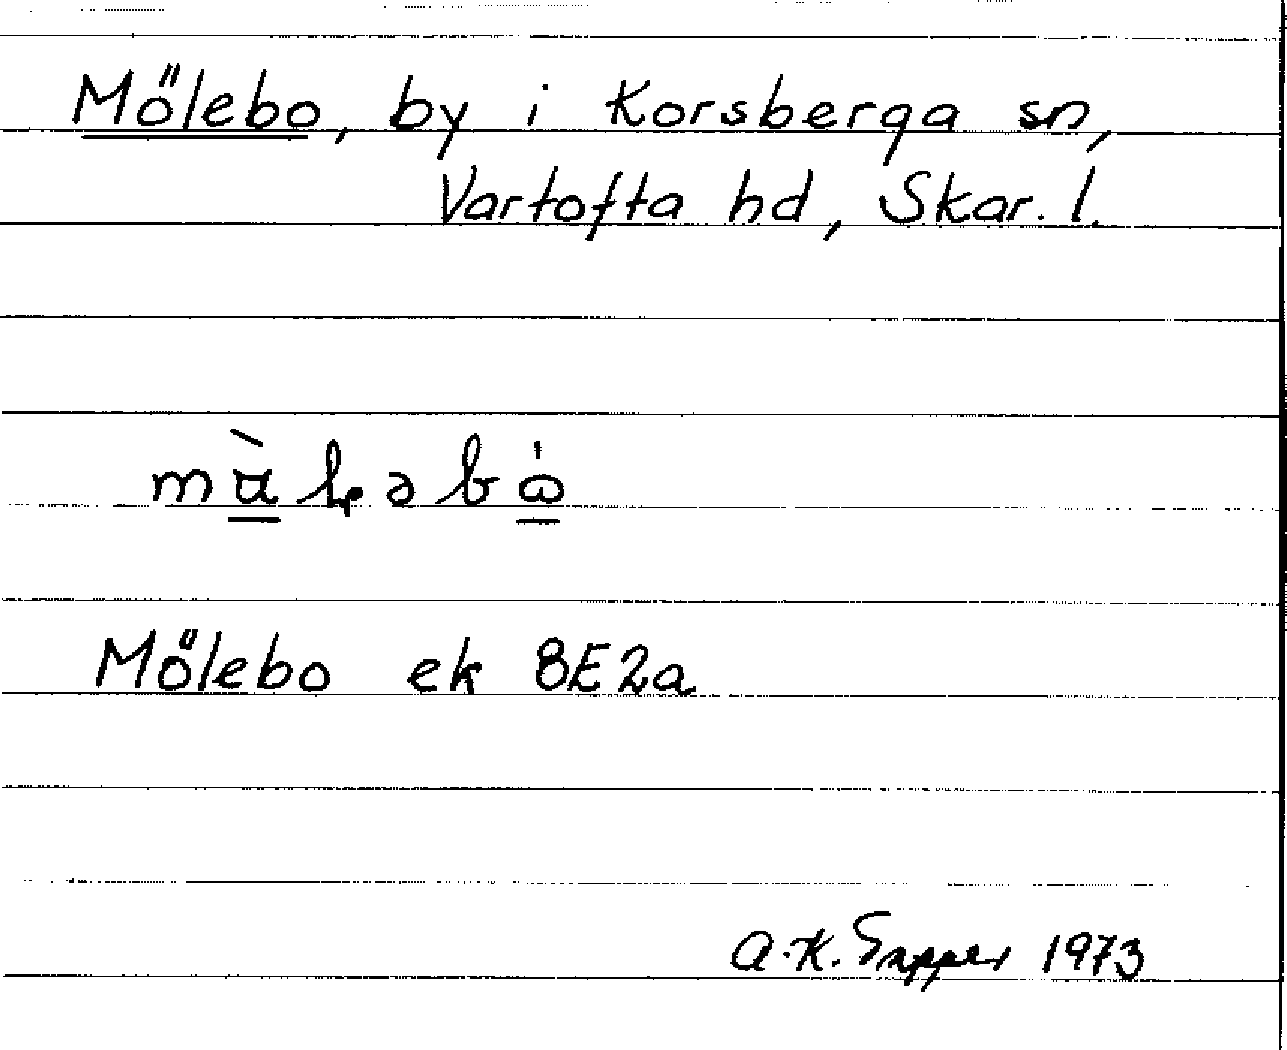 Mölebo, by i Korsberga sn,
Vartofta hd, Skar. l.
Mölebo ek 8E2a
A.K. 1973